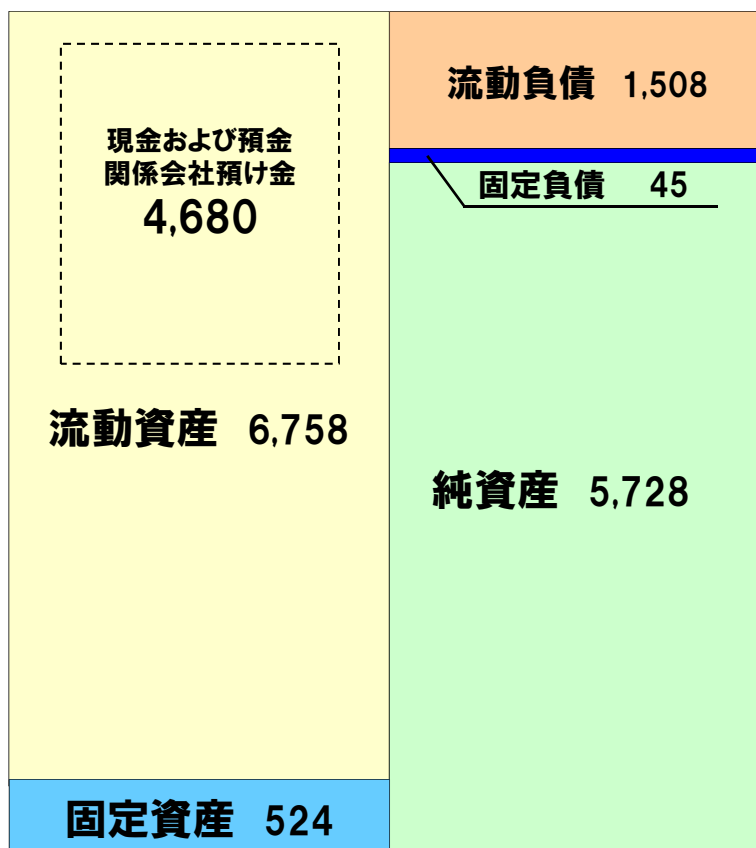 現金および預金
関係会社預け金
4,680
流動資産 6,758
固定資産 524
流動負債 1,508
固定負債 45
純資産 5,728